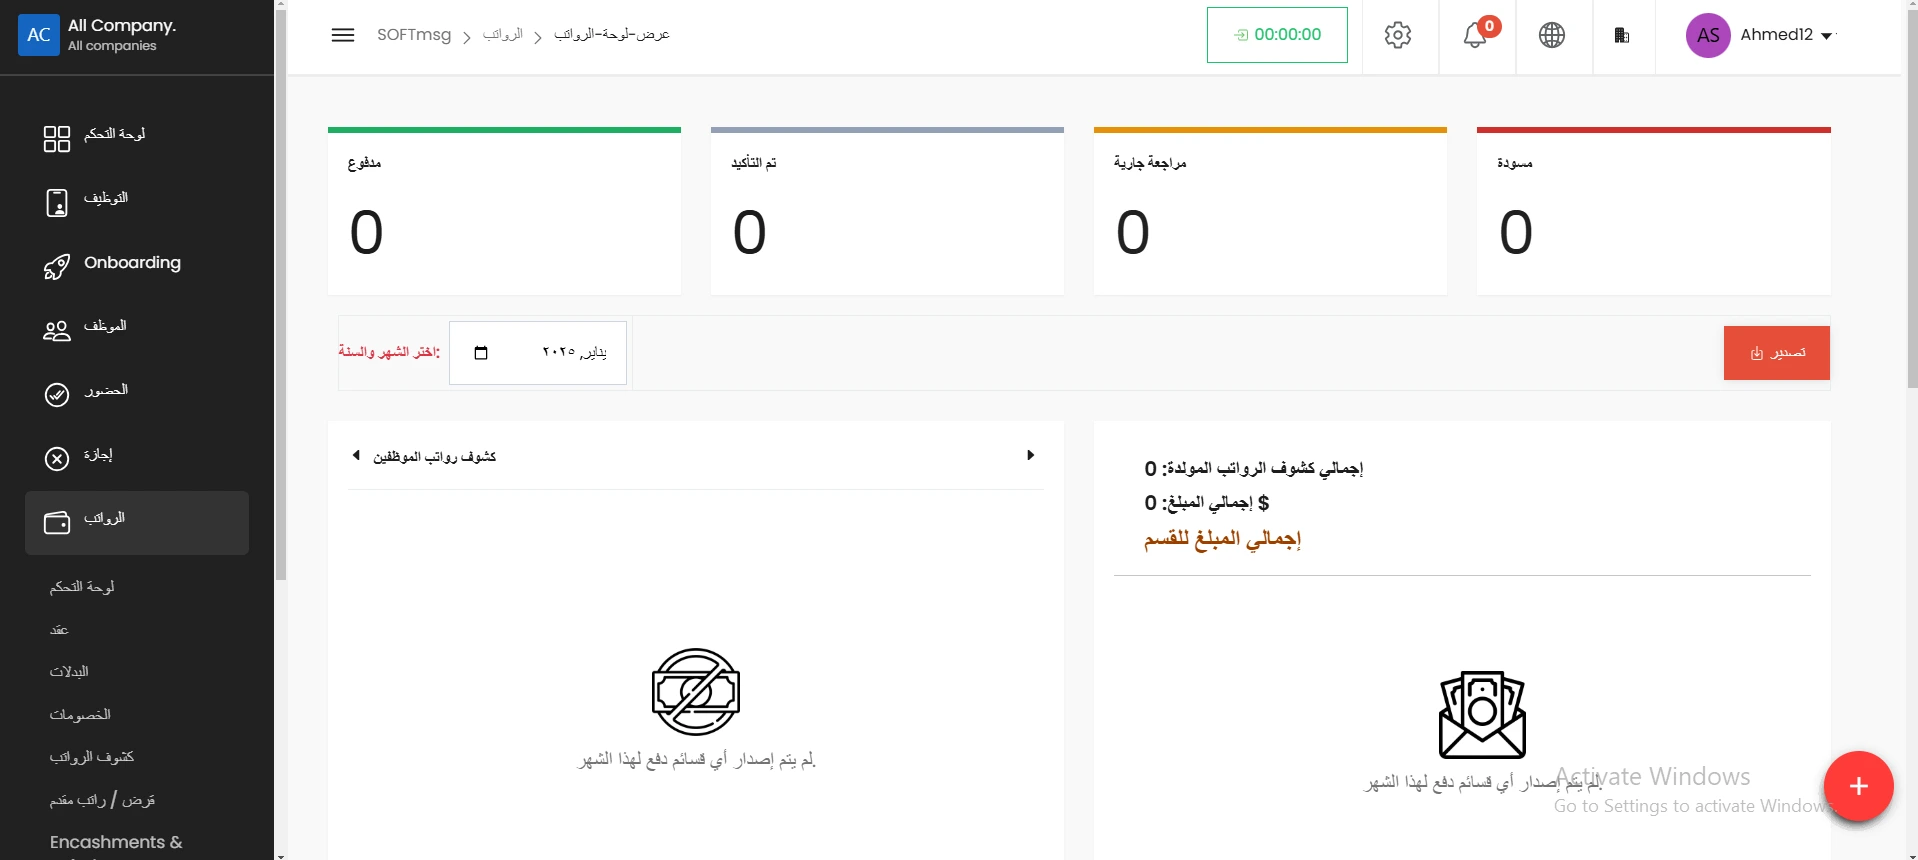 AC
All Company.
All companies
لوحة التحكم
التوظيف
Onboarding
الموظف
الحضور
إجازة
الرواتب
لوحة التحكم
عقد
البدلات
الخصومات
كشوف الرواتب
قرض / راتب مقدم
Encashments &
SOFTmsg
الرواتب
عرض-لوحة-الرواتب
00:00:00
0
AS
Ahmed12
مدفوع
0
تم التأكيد
0
مراجعة جارية
0
مسودة
0
اختر الشهر والسنة:
يناير, ٢٠٢٥
تصدير
كشوف رواتب الموظفين
لم يتم إصدار أي قسائم دفع لهذا الشهر.
إجمالي كشوف الرواتب المولدة: 0
$ إجمالي المبلغ: 0
إجمالي المبلغ للقسم
لم يتم إصدار أي قسائم دفع لهذا الشهر.
Activate Windows
Go to Settings to activate Windows.
+